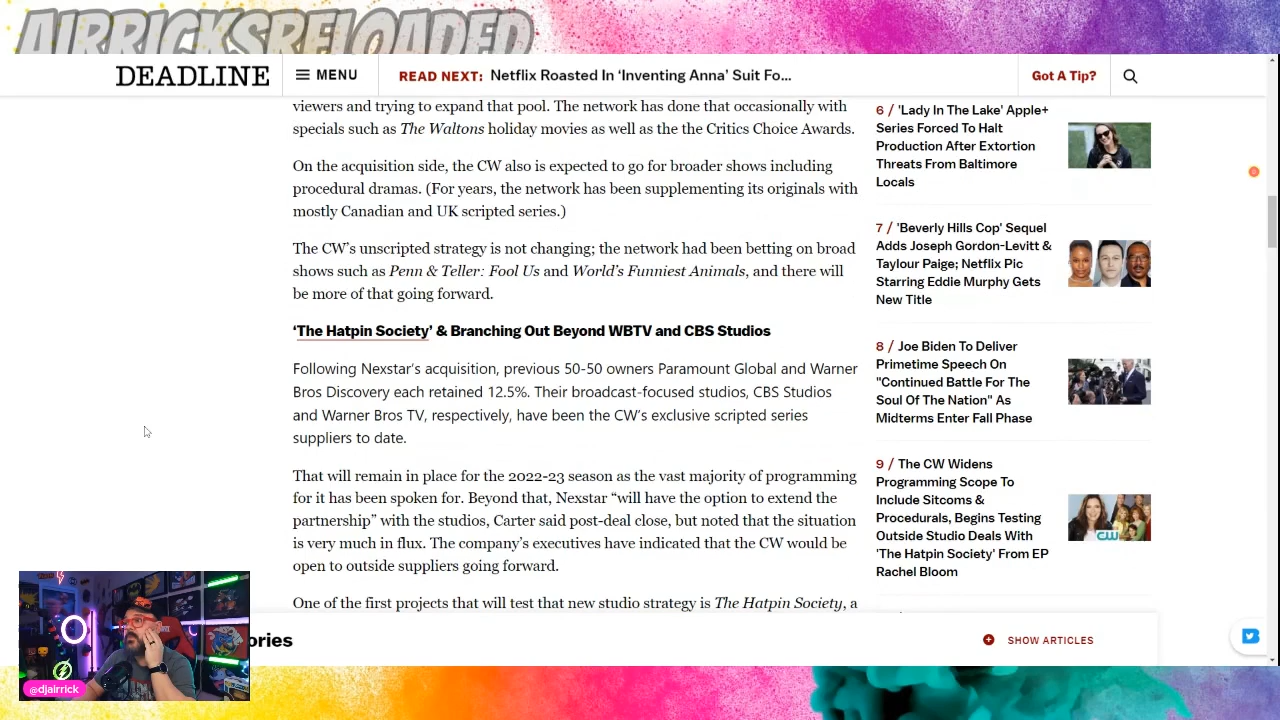 AIRRICKSRELOADED
DEADLINE
MENU
READ NEXT: Netflix Roasted In ‘Inventing Anna’ Suit Fo...
Got A Tip?
viewers and trying to expand that pool. The network has done that occasionally with
specials such as The Waltons holiday movies as well as the the Critics Choice Awards.
On the acquisition side, the CW also is expected to go for broader shows including
procedural dramas. (For years, the network has been supplementing its originals with
mostly Canadian and UK scripted series.)
The CW’s unscripted strategy is not changing; the network had been betting on broad
shows such as Penn & Teller: Fool Us and World’s Funniest Animals, and there will
be more of that going forward.
‘The Hatpin Society’ & Branching Out Beyond WBTV and CBS Studios
Following Nexstar’s acquisition, previous 50-50 owners Paramount Global and Warner
Bros Discovery each retained 12.5%. Their broadcast-focused studios, CBS Studios
and Warner Bros TV, respectively, have been the CW’s exclusive scripted series
suppliers to date.
That will remain in place for the 2022-23 season as the vast majority of programming
for it has been spoken for. Beyond that, Nexstar “will have the option to extend the
partnership” with the studios, Carter said post-deal close, but noted that the situation
is very much in flux. The company’s executives have indicated that the CW would be
open to outside suppliers going forward.
One of the first projects that will test that new studio strategy is The Hatpin Society, a
6 / 'Lady In The Lake' Apple+
Series Forced To Halt
Production After Extortion
Threats From Baltimore
Locals
7 / 'Beverly Hills Cop' Sequel
Adds Joseph Gordon-Levitt &
Taylour Paige; Netflix Pic
Starring Eddie Murphy Gets
New Title
8 / Joe Biden To Deliver
Primetime Speech On
"Continued Battle For The
Soul Of The Nation" As
Midterms Enter Fall Phase
9 / The CW Widens
Programming Scope To
Include Sitcoms &
Procedurals, Begins Testing
Outside Studio Deals With
'The Hatpin Society' From EP
Rachel Bloom
CW
ories
SHOW ARTICLES
@djairrick